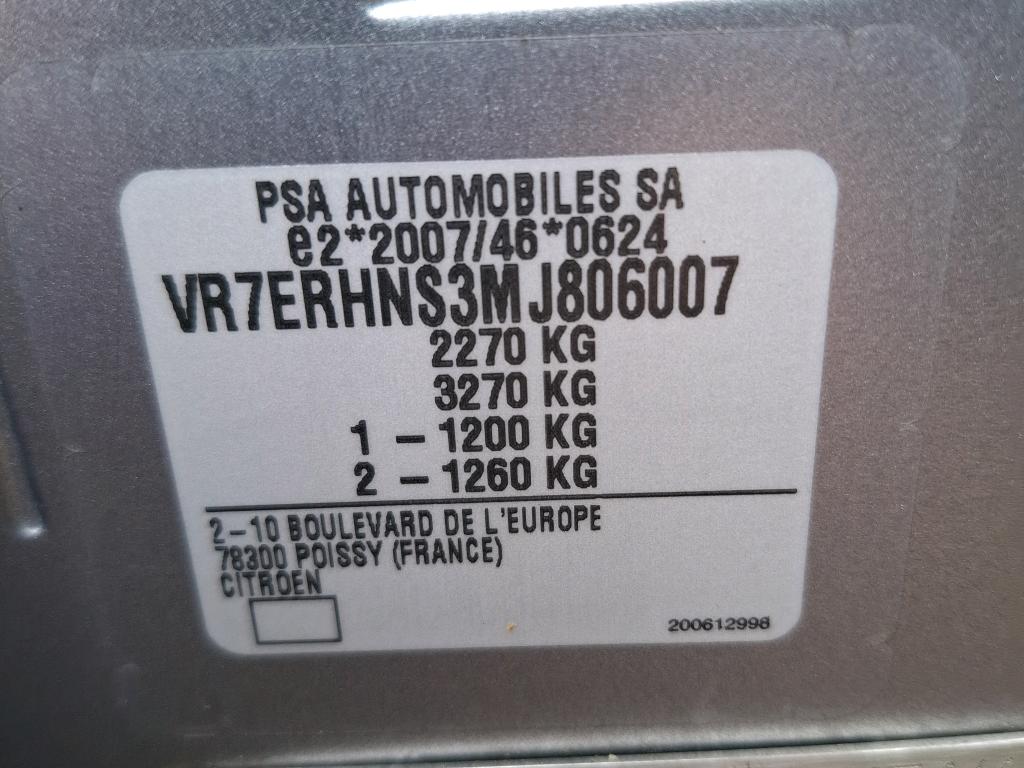 PSA AUTOMOBILES SA
e2*2007/46*0624
VR7ERHNS3MJ806007
2270 KG
3270 KG
1 - 1200 KG
2 - 1260 KG
2-10 BOULEVARD DE L'EUROPE
78300 POISSY (FRANCE)
CITROEN
200612998